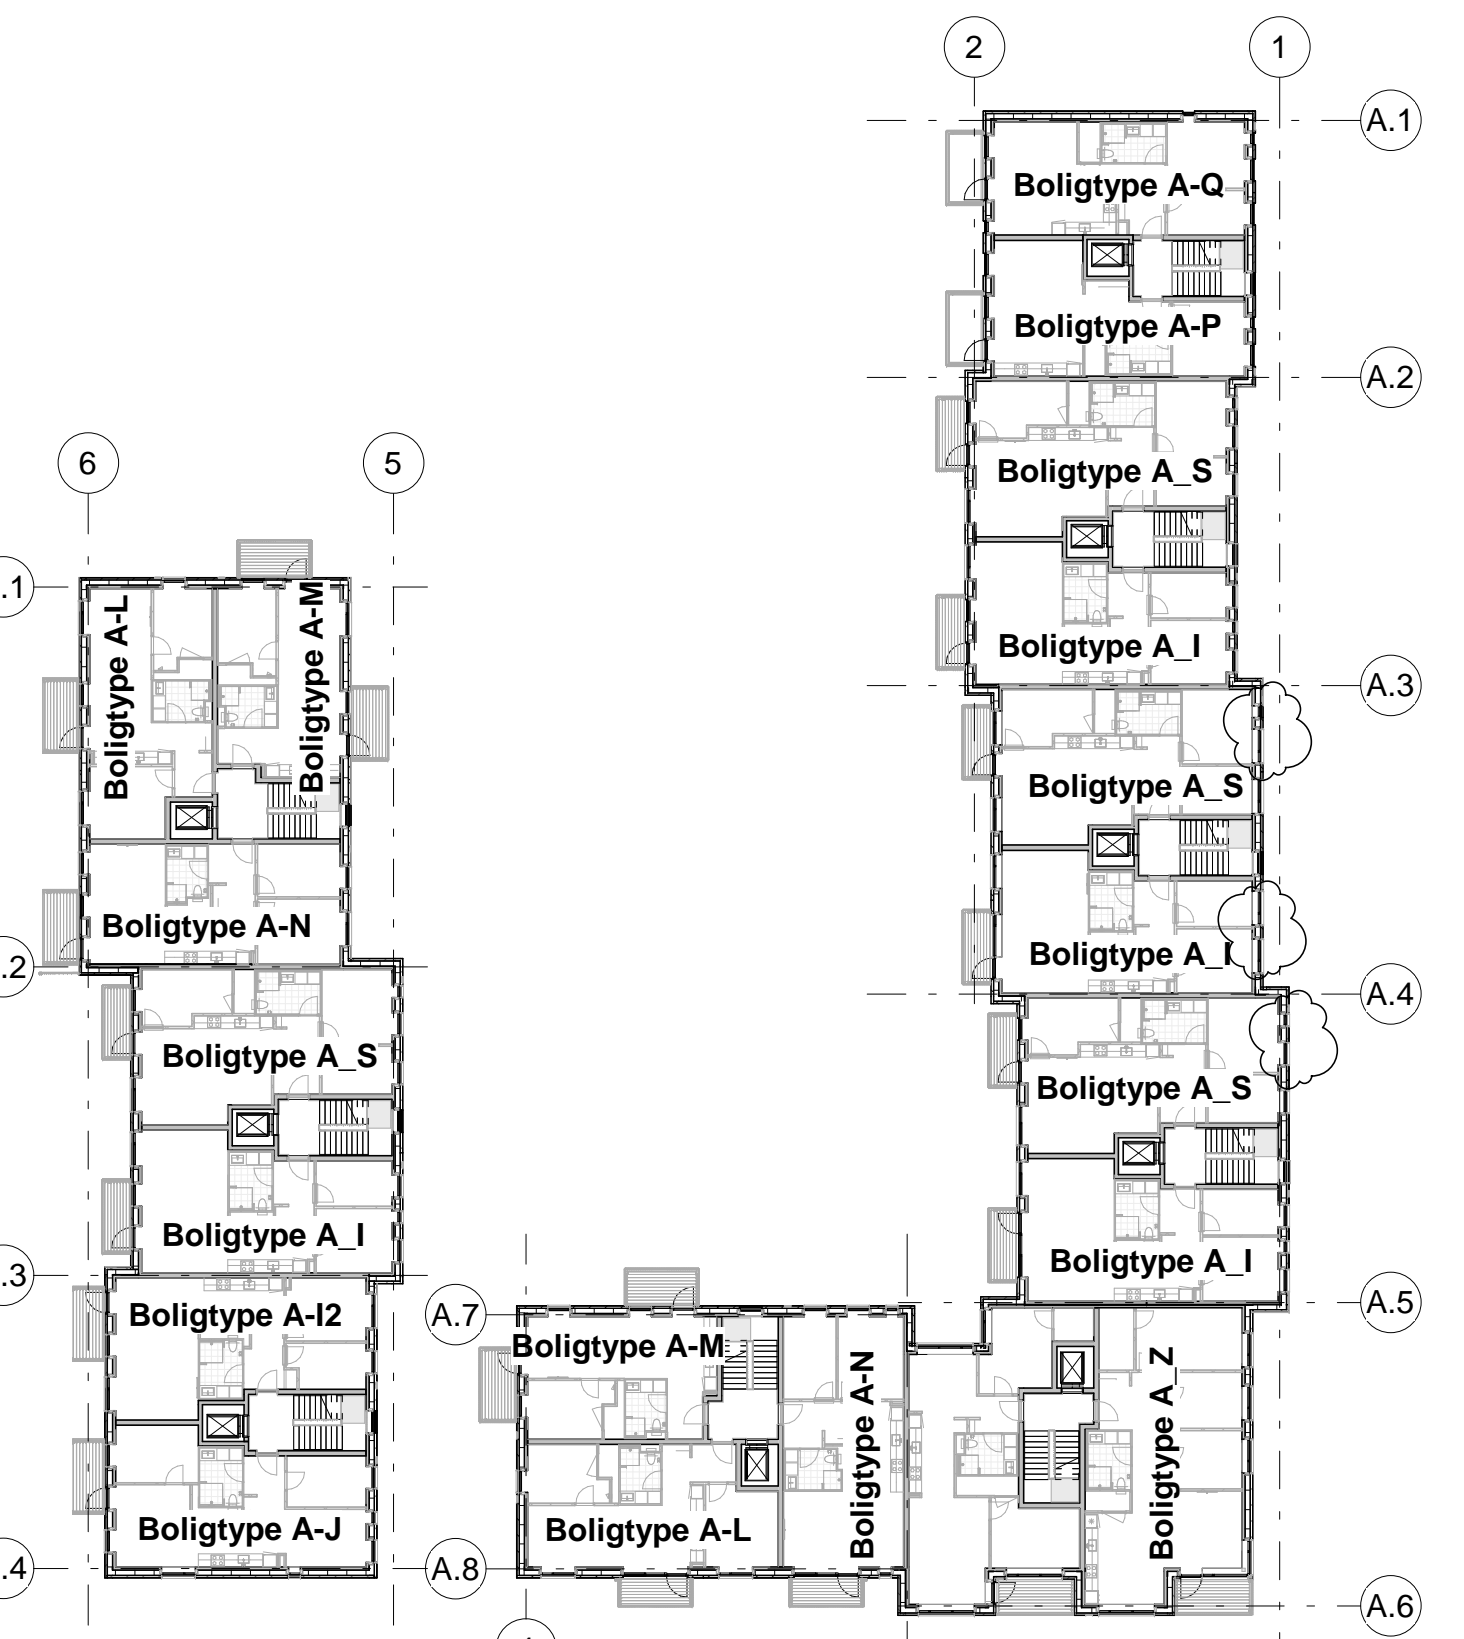 2
1
A.1
Boligtype A-Q
Boligtype A-P
A.2
Boligtype A_S
6
5
.1
Boligtype A-L
Boligtype A-M
Boligtype A_I
A.3
Boligtype A_S
Boligtype A-N
Boligtype A_I
.2
A.4
Boligtype A_S
Boligtype A_S
Boligtype A_I
Boligtype A_I
.3
Boligtype A-I2
A.7
A.5
Boligtype A-M
Boligtype A-N
Boligtype A_Z
Boligtype A-J
Boligtype A-L
.4
A.8
A.6